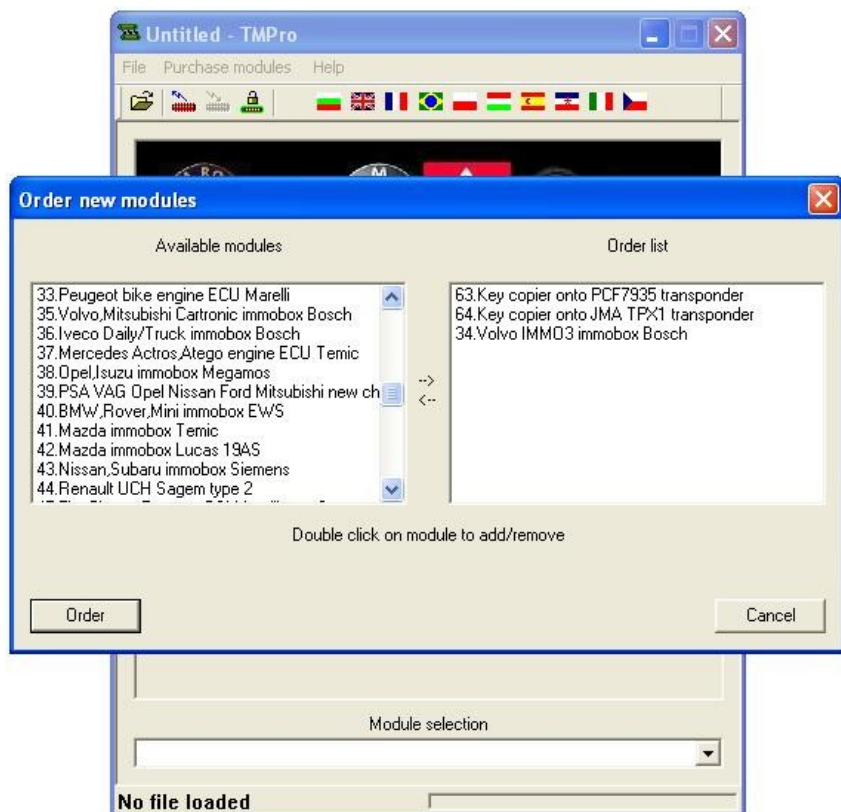 Untitled - TMPro
File Purchase modules Help
Order new modules
Available modules
Order list
33.Peugeot bike engine ECU Marelli
35.Volvo,Mitsubishi Cartronic immobox Bosch
36.Iveco Daily/Truck immobox Bosch
37.Mercedes Actros,Atego engine ECU Temic
38.Opel,Isuzu immobox Megamos
39.PSA VAG Opel Nissan Ford Mitsubishi new ch
40.BMW,Rover,Mini immobox EWS
41.Mazda immobox Temic
42.Mazda immobox Lucas 19AS
43.Nissan,Subaru immobox Siemens
44.Renault UCH Sagem type 2
63.Key copier onto PCF7935 transponder
64.Key copier onto JMA TPX1 transponder
34.Volvo IMMO3 immobox Bosch
-->
<--
Double click on module to add/remove
Order
Cancel
Module selection
No file loaded